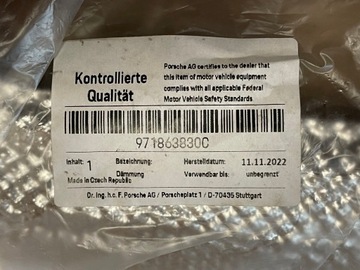 Kontrollierte
Qualität
Porsche AG certifies to the dealer that
this item of motor vehicle equipment
complies with all applicable Federal
Motor Vehicle Safety Standards.
971863830C
Inhalt: 1 Bezeichnung: Herstelldatum: 11.11.2022
Dämmung Verwendbar bis: unbegrenzt
Made in Czech Republic
Dr. Ing. h.c. F. Porsche AG / Porscheplatz 1 / D-70435 Stuttgart